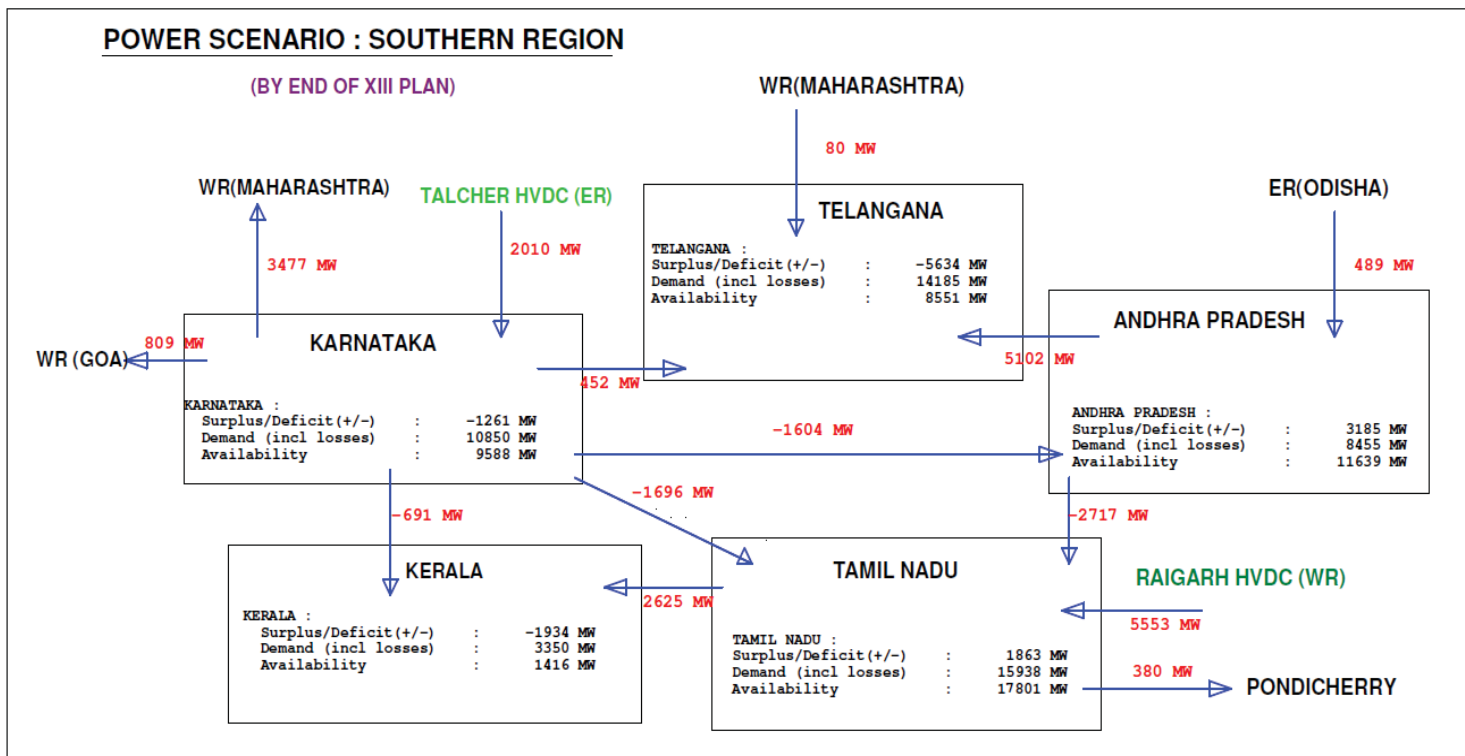 POWER SCENARIO : SOUTHERN REGION
(BY END OF XIII PLAN)
WR(MAHARASHTRA)
80 MW
WR(MAHARASHTRA)
TALCHER HVDC (ER)
ER(ODISHA)
TELANGANA
2010 MW
3477 MW
489 MW
TELANGANA :
Surplus/Deficit(+/-) : -5634 MW
Demand (incl losses) : 14185 MW
Availability : 8551 MW
KARNATAKA
ANDHRA PRADESH
809 MW
WR (GOA)
5102 MW
452 MW
KARNATAKA :
Surplus/Deficit(+/-) : -1261 MW
Demand (incl losses) : 10850 MW
Availability : 9588 MW
-1604 MW
ANDHRA PRADESH :
Surplus/Deficit(+/-) : 3185 MW
Demand (incl losses) : 8455 MW
Availability : 11639 MW
-1696 MW
-691 MW
-2717 MW
KERALA
TAMIL NADU
RAIGARH HVDC (WR)
2625 MW
5553 MW
KERALA :
Surplus/Deficit(+/-) : -1934 MW
Demand (incl losses) : 3350 MW
Availability : 1416 MW
TAMIL NADU :
Surplus/Deficit(+/-) : 1863 MW
Demand (incl losses) : 15938 MW
Availability : 17801 MW
380 MW
PONDICHERRY